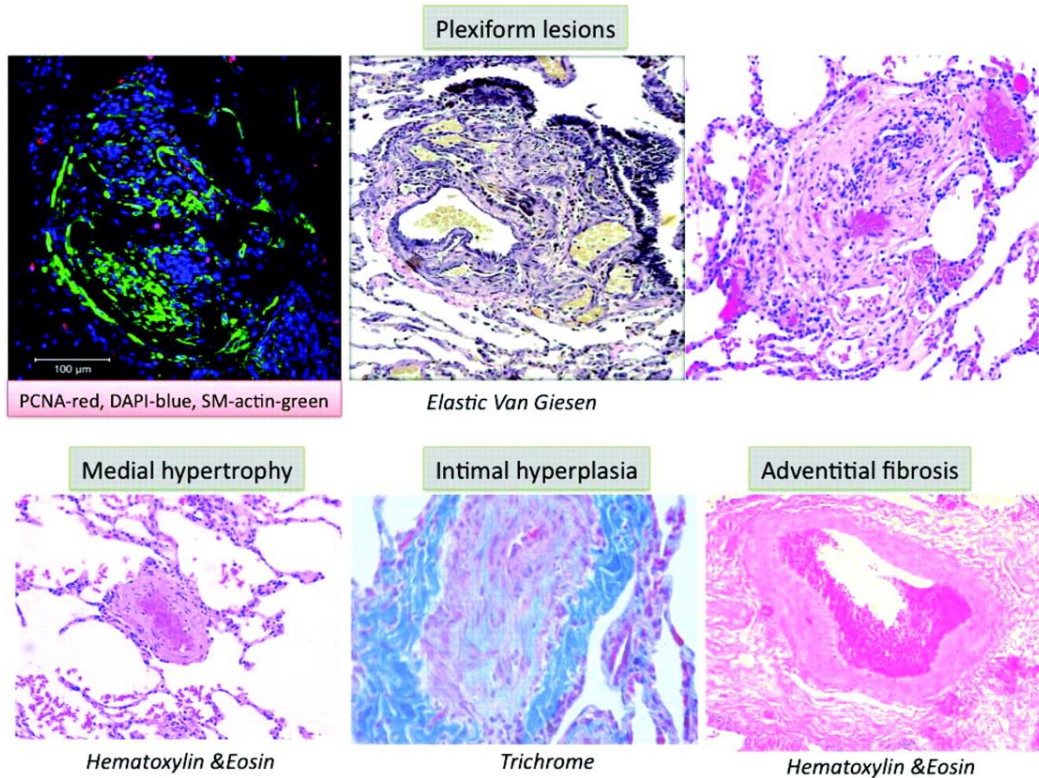 Plexiform lesions
100 μm
PCNA-red, DAPI-blue, SM-actin-green
Elastic Van Giesen
Medial hypertrophy
Intimal hyperplasia
Adventitial fibrosis
Hematoxylin &Eosin
Trichrome
Hematoxylin &Eosin